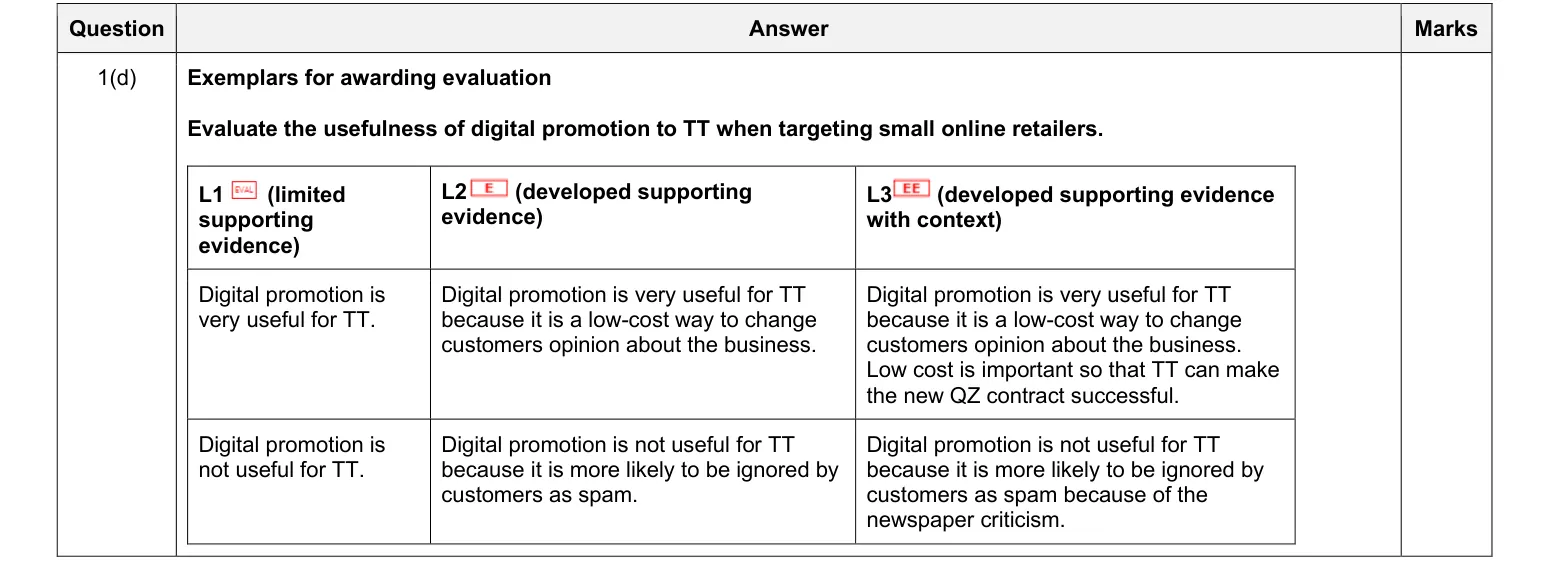 Question Answer Marks
1(d) Exemplars for awarding evaluation
Evaluate the usefulness of digital promotion to TT when targeting small online retailers.
L1 EVAL (limited
supporting
evidence)
L2 E (developed supporting
evidence)
L3 EE (developed supporting evidence
with context)
Digital promotion is
very useful for TT.
Digital promotion is very useful for TT
because it is a low-cost way to change
customers opinion about the business.
Digital promotion is very useful for TT
because it is a low-cost way to change
customers opinion about the business.
Low cost is important so that TT can make
the new QZ contract successful.
Digital promotion is
not useful for TT.
Digital promotion is not useful for TT
because it is more likely to be ignored by
customers as spam.
Digital promotion is not useful for TT
because it is more likely to be ignored by
customers as spam because of the
newspaper criticism.